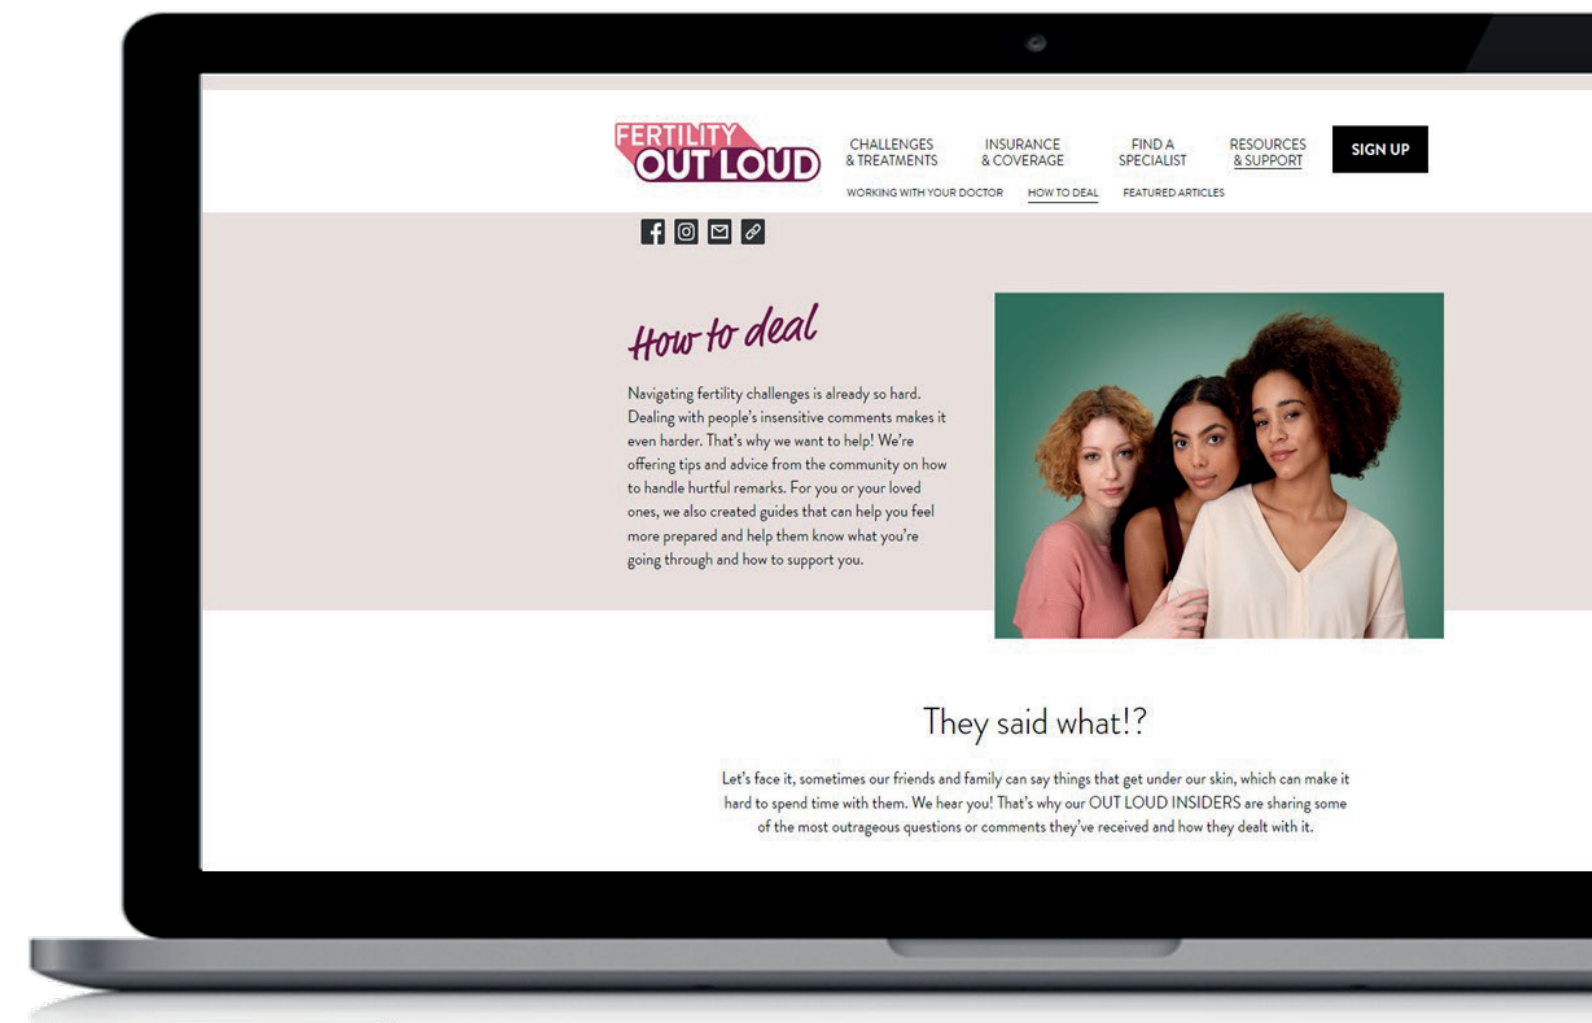 FERTILITY
OUT LOUD
CHALLENGES
& TREATMENTS
INSURANCE
& COVERAGE
FIND A
SPECIALIST
RESOURCES
& SUPPORT
SIGN UP
WORKING WITH YOUR DOCTOR
HOW TO DEAL
FEATURED ARTICLES
How to deal
Navigating fertility challenges is already so hard.
Dealing with people's insensitive comments makes it
even harder. That's why we want to help! We're
offering tips and advice from the community on how
to handle hurtful remarks. For you or your loved
ones, we also created guides that can help you feel
more prepared and help them know what you're
going through and how to support you.
They said what!?
Let's face it, sometimes our friends and family can say things that get under our skin, which can make it
hard to spend time with them. We hear you! That's why our OUT LOUD INSIDERS are sharing some
of the most outrageous questions or comments they've received and how they dealt with it.